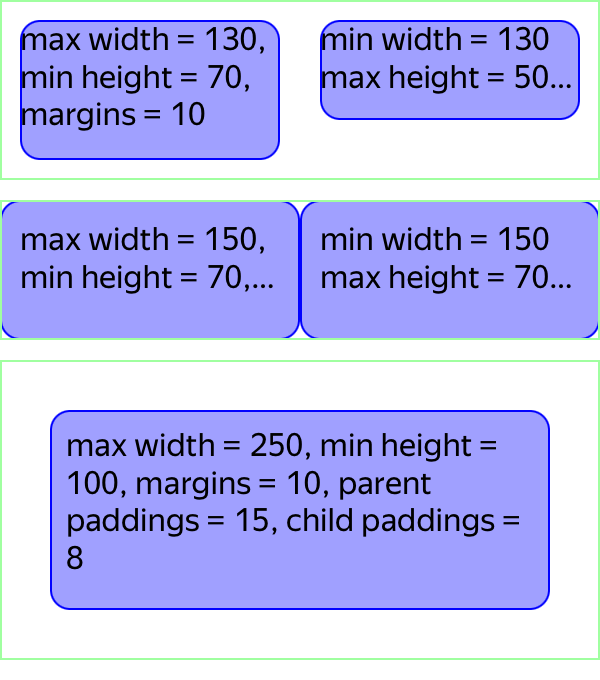 max width = 130,
min height = 70,
margins = 10
min width = 130
max height = 50...
max width = 150,
min height = 70,...
min width = 150
max height = 70...
max width = 250, min height =
100, margins = 10, parent
paddings = 15, child paddings =
8